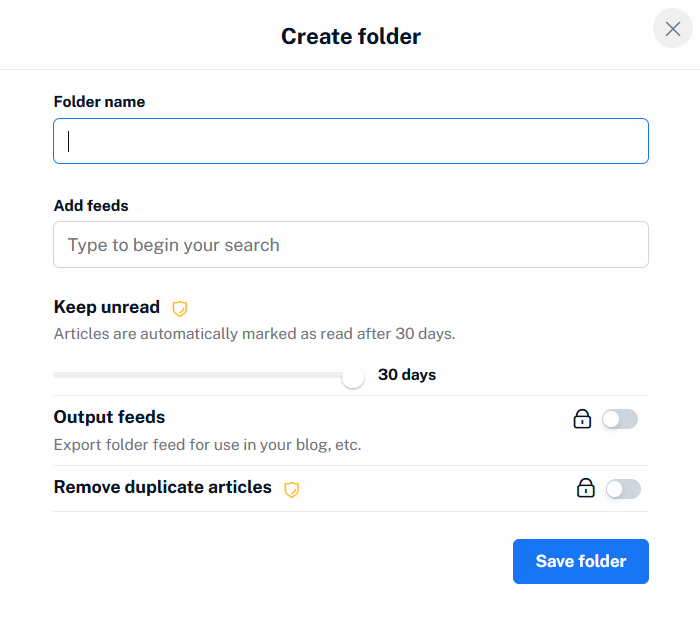 Create folder
Folder name
Add feeds
Type to begin your search
Keep unread
Articles are automatically marked as read after 30 days.
30 days
Output feeds
Export folder feed for use in your blog, etc.
Remove duplicate articles
Save folder